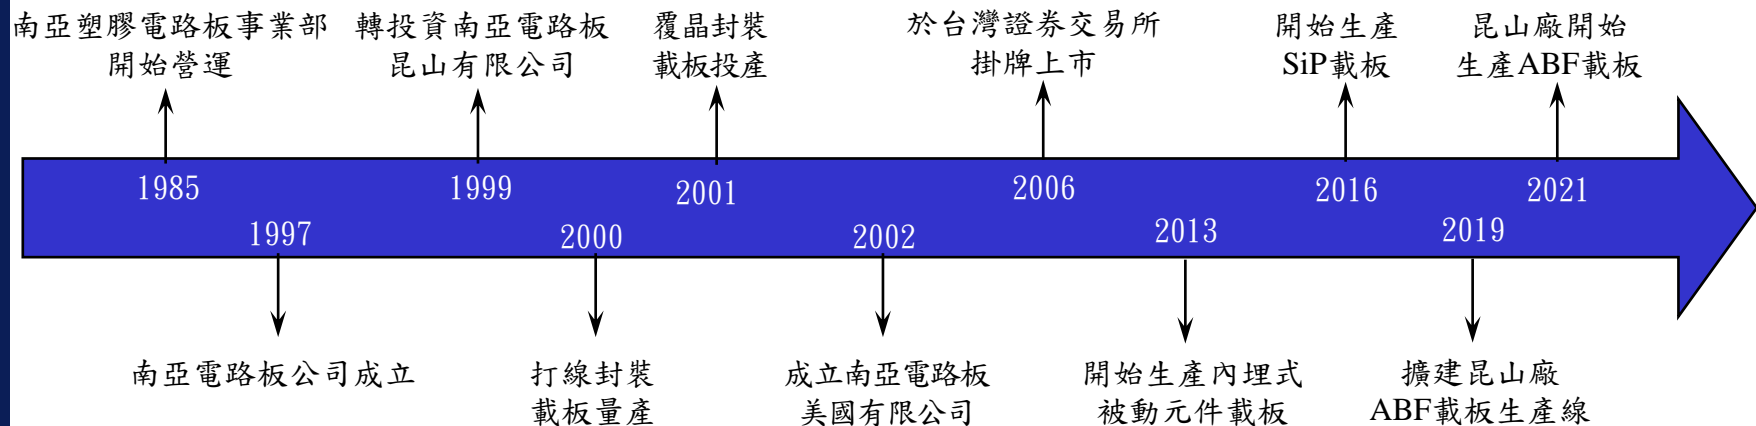 南亞塑膠電路板事業部
開始營運
轉投資南亞電路板
昆山有限公司
覆晶封裝
載板投產
於台灣證券交易所
掛牌上市
開始生產
SiP載板
昆山廠開始
生產ABF載板
1985
1999
2001
2006
2016
2021
1997
2000
2002
2013
2019
南亞電路板公司成立
打線封裝
載板量產
成立南亞電路板
美國有限公司
開始生產內埋式
被動元件載板
擴建昆山廠
ABF載板生產線